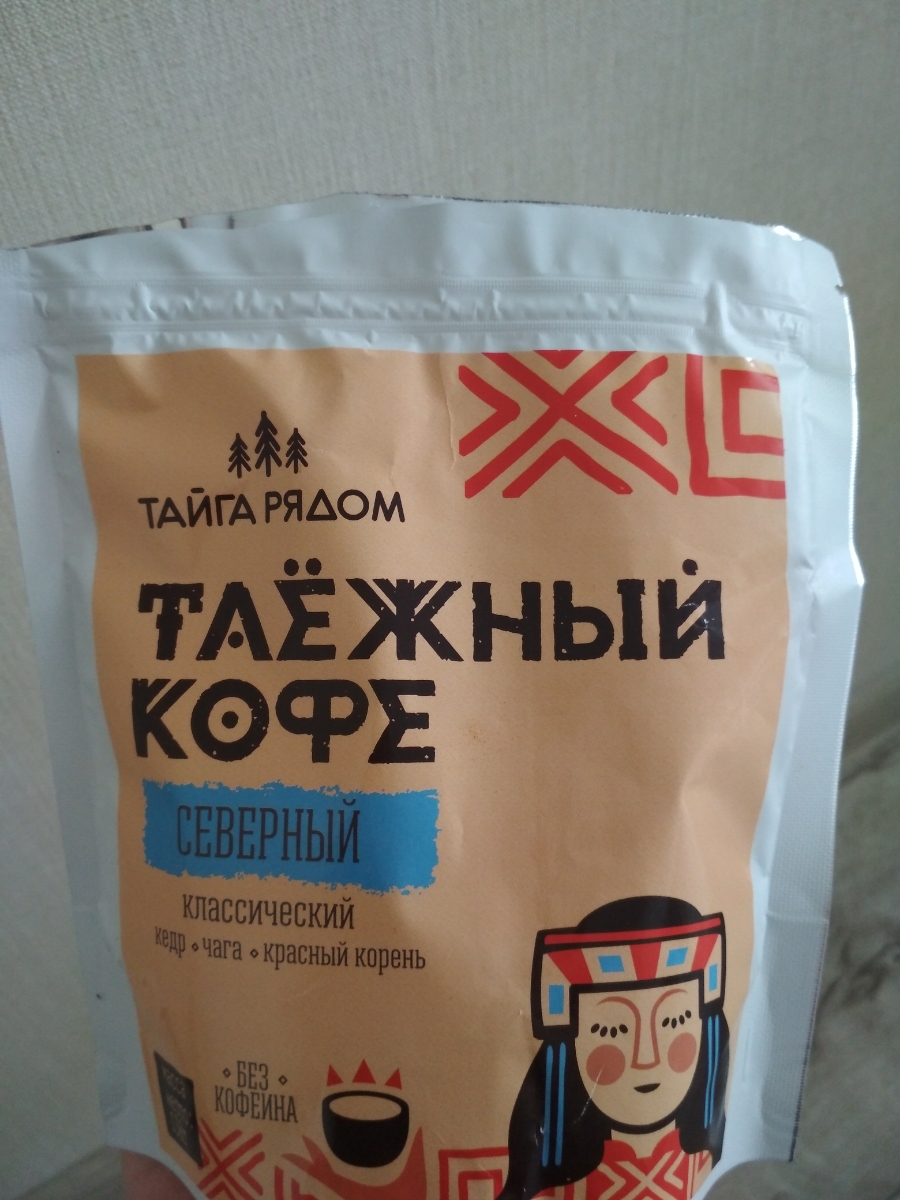 ТАЙГА РЯДОМ
ТАЁЖНЫЙ
КОФЕ
СЕВЕРНЫЙ
классический
кедр • чага • красный корень
• БЕЗ •
КОФЕИНА